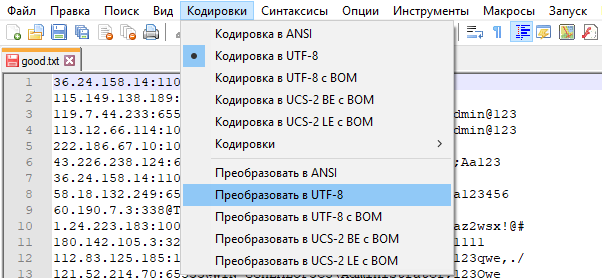 Файл Правка Поиск Вид Кодировки Синтаксисы Опции Инструменты Макросы Запуск
good.txt
Кодировка в ANSI
Кодировка в UTF-8
Кодировка в UTF-8 с BOM
Кодировка в UCS-2 BE с BOM
Кодировка в UCS-2 LE с BOM
Кодировки
Преобразовать в ANSI
Преобразовать в UTF-8
Преобразовать в UTF-8 с BOM
Преобразовать в UCS-2 BE с BOM
Преобразовать в UCS-2 LE с BOM
1 36.24.158.14:110
2 115.149.138.189:
3 119.7.44.233:655 dmin@123
4 113.12.66.114:10 dmin@123
5 222.186.67.10:10
6 43.226.238.124:6 ;Aa123
7 36.24.158.14:110
8 58.18.132.249:65 a123456
9 60.190.7.3:338@T
10 1.24.223.183:100 az2wsx!@#
11 180.142.105.3:32 1111
12 112.83.125.185:1 123qwe,./
13 121.52.214.70:65535